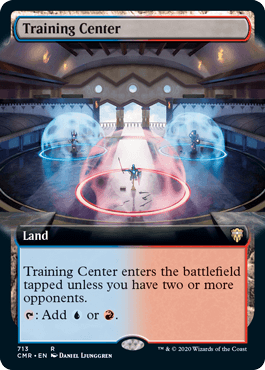 Training Center
Land
Training Center enters the battlefield
tapped unless you have two or more
opponents.
: Add or .
713 R
CMR • EN Daniel Ljunggren
™ & © 2020 Wizards of the Coast